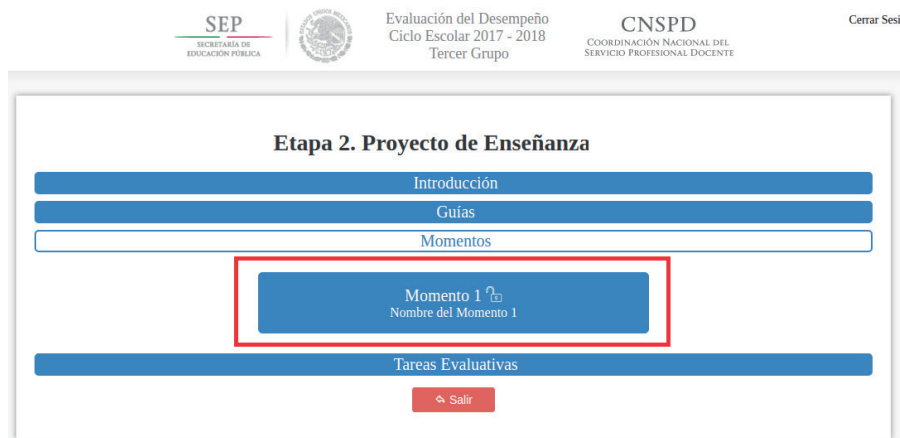 SEP
SECRETARÍA DE
EDUCACIÓN PÚBLICA
Evaluación del Desempeño
Ciclo Escolar 2017 - 2018
Tercer Grupo
CNSPD
COORDINACIÓN NACIONAL DEL
SERVICIO PROFESIONAL DOCENTE
Cerrar Sesi
Etapa 2. Proyecto de Enseñanza
Introducción
Guías
Momentos
Momento 1
Nombre del Momento 1
Tareas Evaluativas
Salir